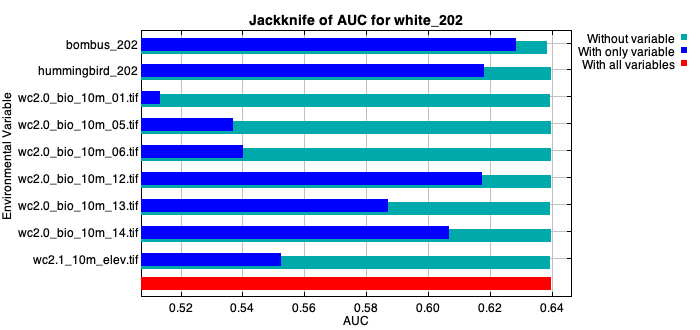 Jackknife of AUC for white_202
Without variable
With only variable
With all variables
Environmental Variable
bombus_202
hummingbird_202
wc2.0_bio_10m_01.tif
wc2.0_bio_10m_05.tif
wc2.0_bio_10m_06.tif
wc2.0_bio_10m_12.tif
wc2.0_bio_10m_13.tif
wc2.0_bio_10m_14.tif
wc2.1_10m_elev.tif
0.52 0.54 0.56 0.58 0.60 0.62 0.64
AUC